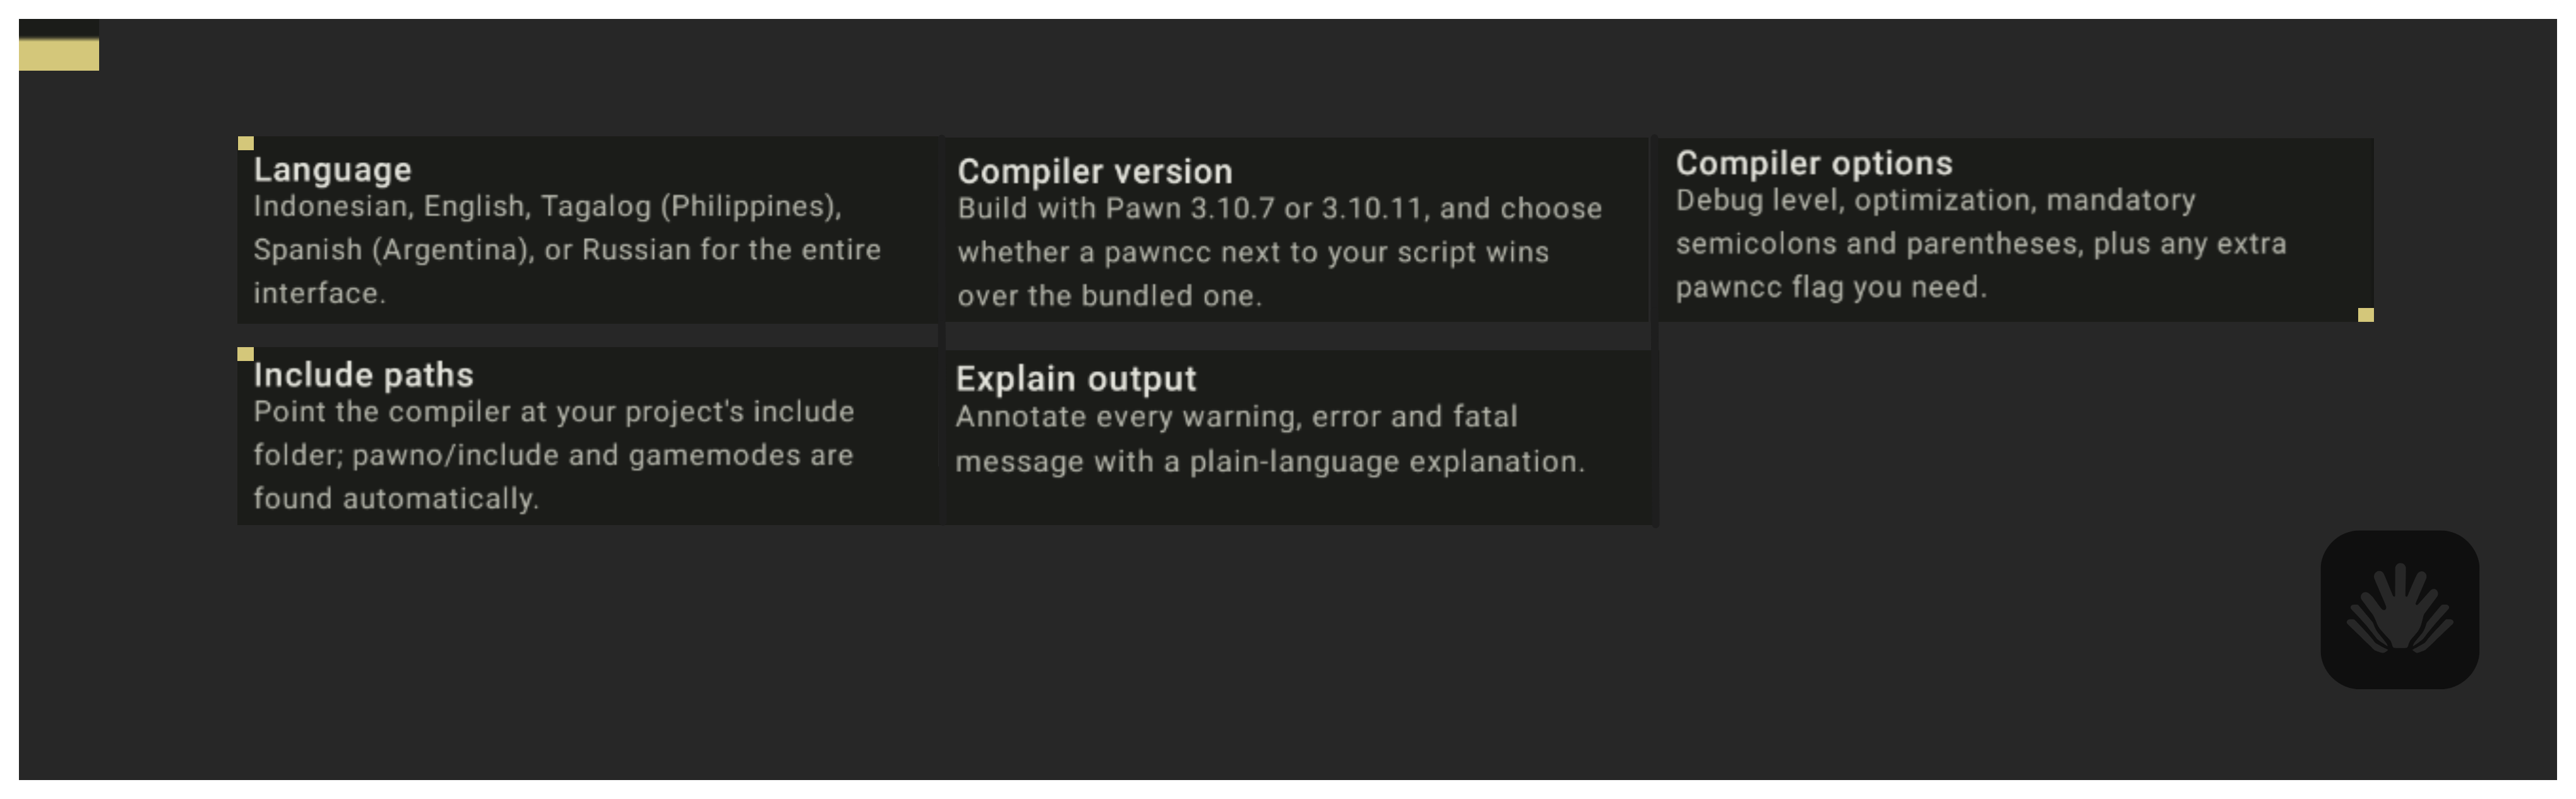 Language
Indonesian, English, Tagalog (Philippines),
Spanish (Argentina), or Russian for the entire
interface.
Compiler version
Build with Pawn 3.10.7 or 3.10.11, and choose
whether a pawncc next to your script wins
over the bundled one.
Compiler options
Debug level, optimization, mandatory
semicolons and parentheses, plus any extra
pawncc flag you need.
Include paths
Point the compiler at your project's include
folder; pawno/include and gamemodes are
found automatically.
Explain output
Annotate every warning, error and fatal
message with a plain-language explanation.